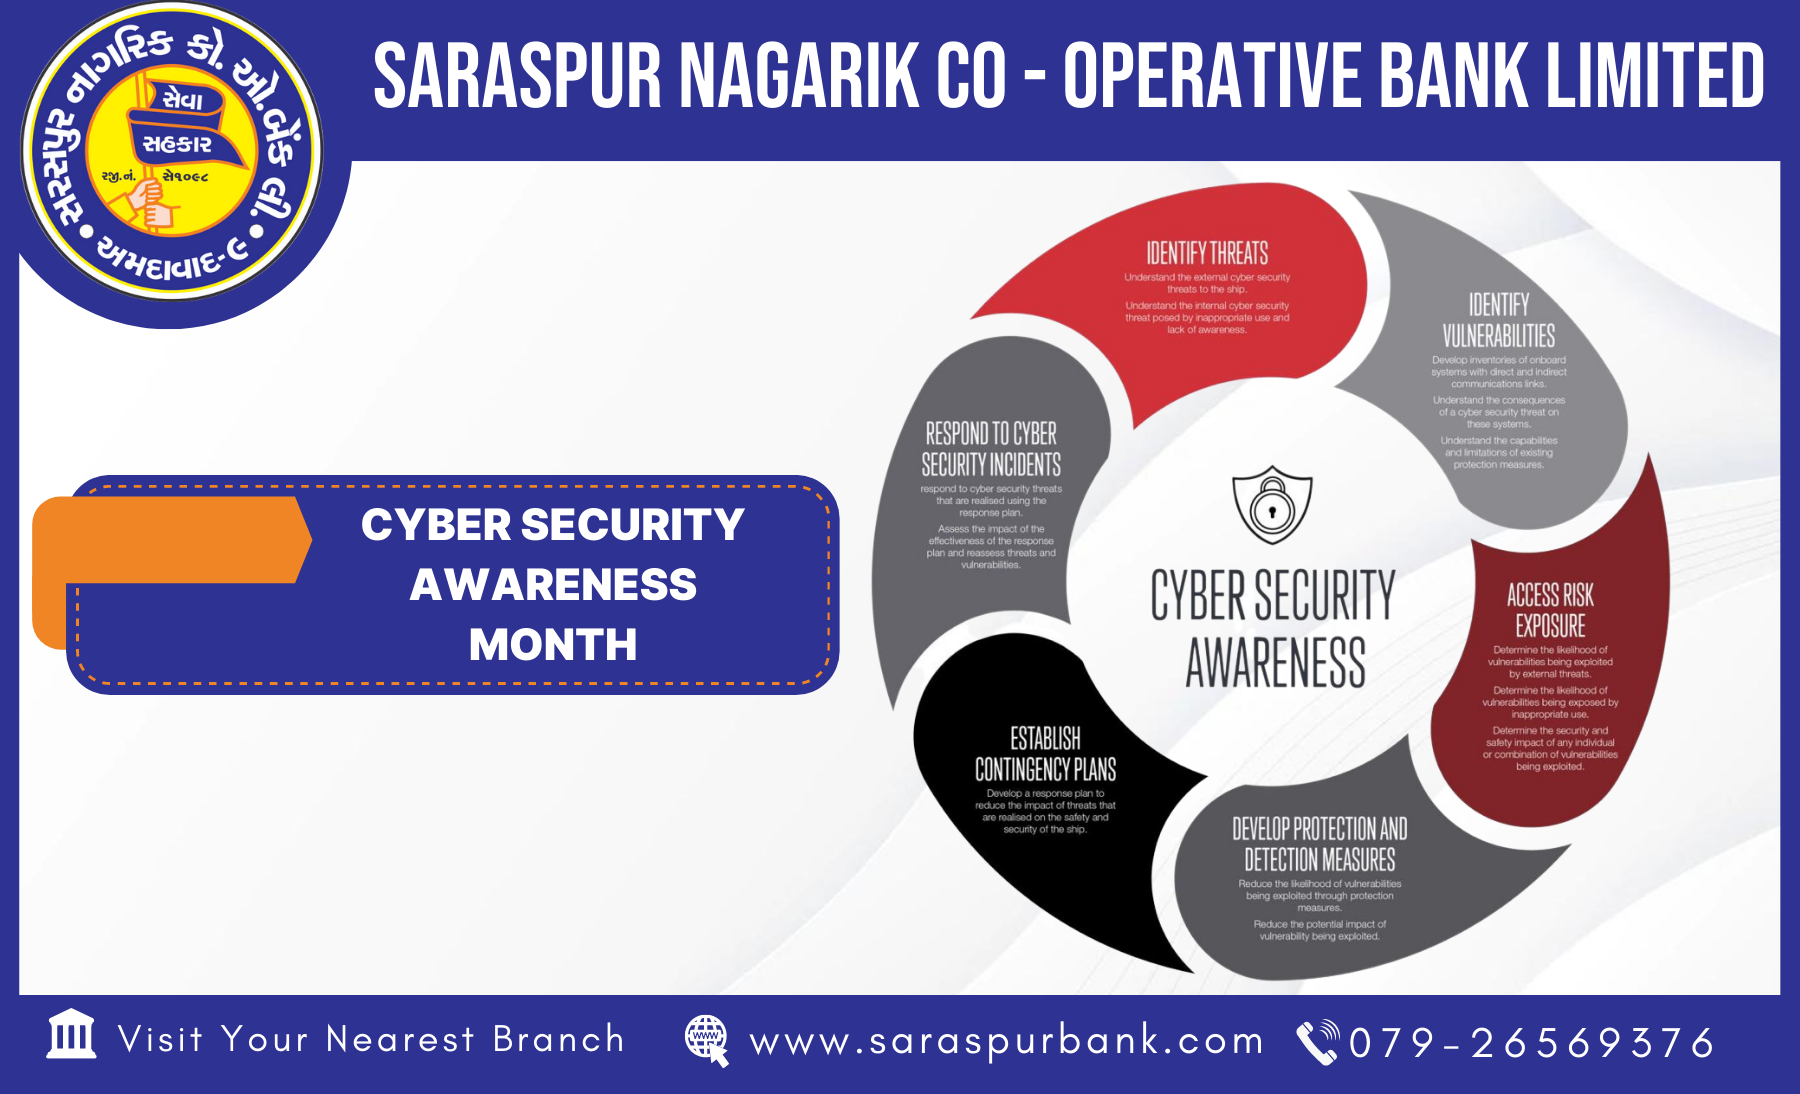 સરસપુર નાગરિક કો. ઓ. બેંક લી.
સેવા
સહકાર
રજી.નં. સે૧૦૯૮
અમદાવાદ-૯
SARASPUR NAGARIK CO - OPERATIVE BANK LIMITED
CYBER SECURITY
AWARENESS
MONTH
IDENTIFY THREATS
Understand the external cyber security
threats to the ship.
Understand the internal cyber security
threat posed by inappropriate use and
lack of awareness.
IDENTIFY
VULNERABILITIES
Develop inventories of onboard
systems with direct and indirect
communications links.
Understand the consequences
of a cyber security threat on
these systems.
Understand the capabilities
and limitations of existing
protection measures.
ACCESS RISK
EXPOSURE
Determine the likelihood of
vulnerabilities being exploited
by external threats.
Determine the likelihood of
vulnerabilities being exposed by
inappropriate use.
Determine the security and
safety impact of any individual
or combination of vulnerabilities
being exploited.
DEVELOP PROTECTION AND
DETECTION MEASURES
Reduce the likelihood of vulnerabilities
being exploited through protection
measures.
Reduce the potential impact of
vulnerability being exploited.
ESTABLISH
CONTINGENCY PLANS
Develop a response plan to
reduce the impact of threats that
are realised on the safety and
security of the ship.
RESPOND TO CYBER
SECURITY INCIDENTS
respond to cyber security threats
that are realised using the
response plan.
Assess the impact of the
effectiveness of the response
plan and reassess threats and
vulnerabilities.
CYBER SECURITY
AWARENESS
Visit Your Nearest Branch
WWW
www.saraspurbank.com
079-26569376